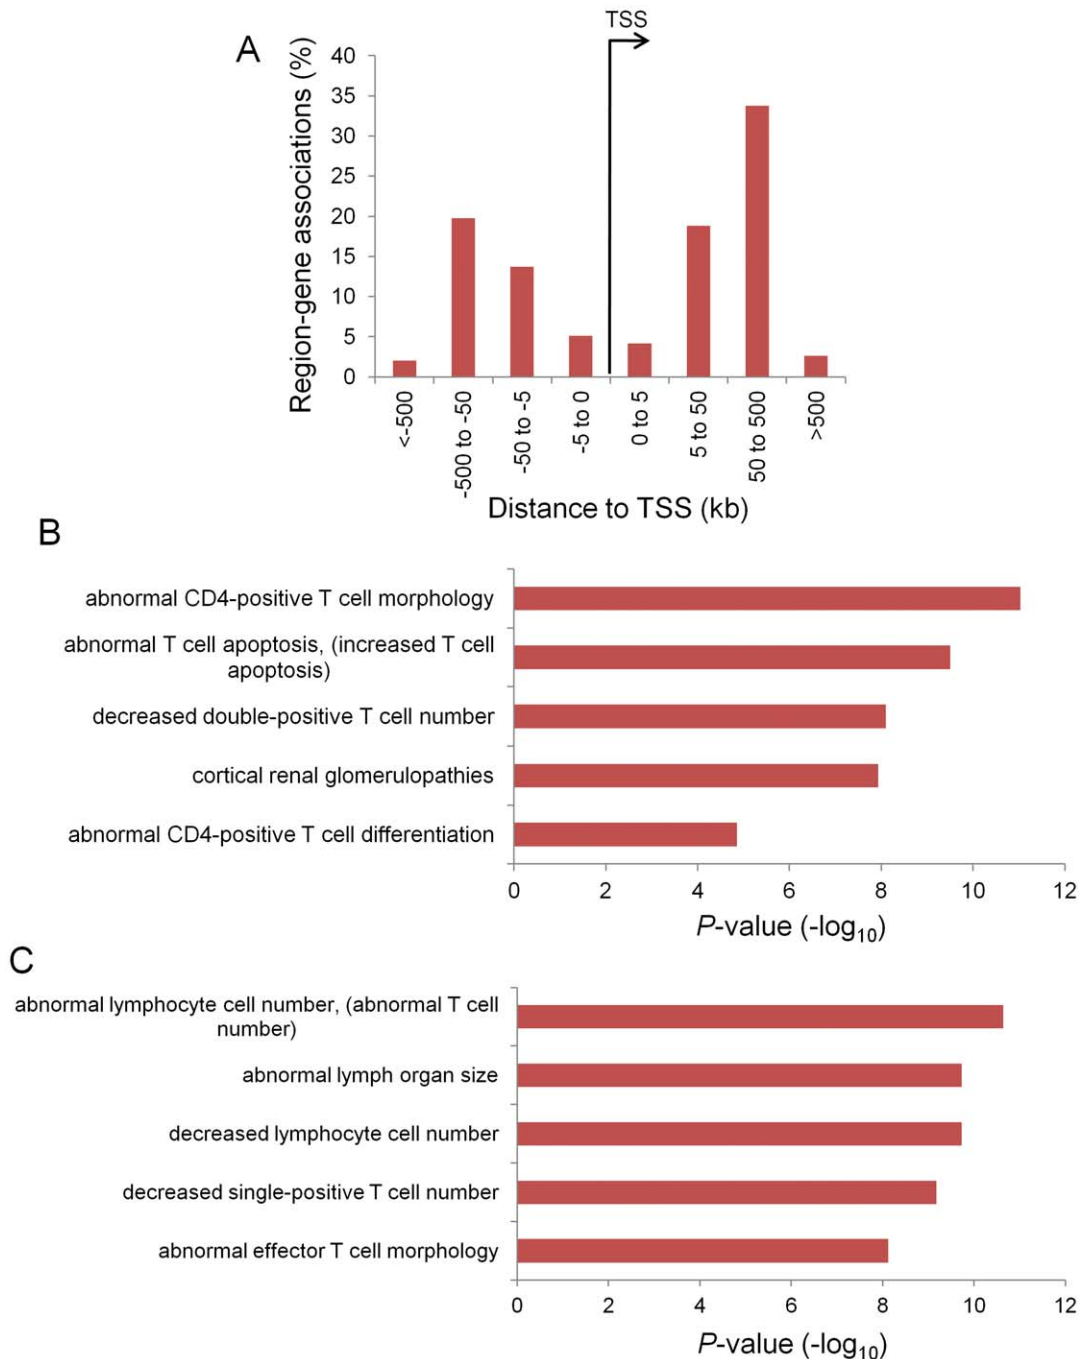 A
TSS
Region-gene associations (%)
40
35
30
25
20
15
10
5
0
<-500
-500 to -50
-50 to -5
-5 to 0
0 to 5
5 to 50
50 to 500
>500
Distance to TSS (kb)
B
abnormal CD4-positive T cell morphology
abnormal T cell apoptosis, (increased T cell
apoptosis)
decreased double-positive T cell number
cortical renal glomerulopathies
abnormal CD4-positive T cell differentiation
0 2 4 6 8 10 12
P-value (-log10)
C
abnormal lymphocyte cell number, (abnormal T cell
number)
abnormal lymph organ size
decreased lymphocyte cell number
decreased single-positive T cell number
abnormal effector T cell morphology
0 2 4 6 8 10 12
P-value (-log10)